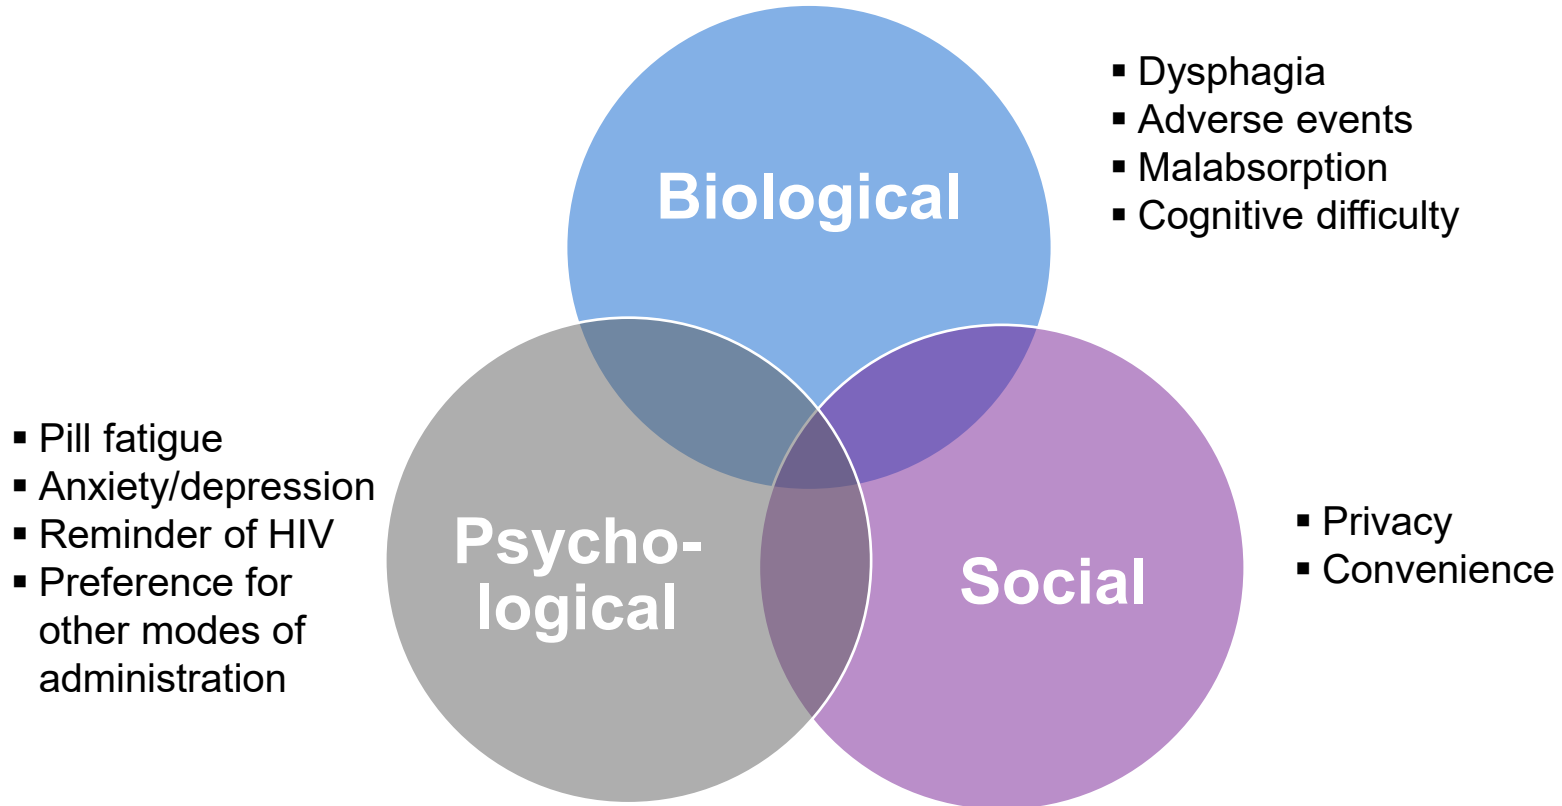 Biological
▪ Dysphagia
▪ Adverse events
▪ Malabsorption
▪ Cognitive difficulty
Psycho-
logical
▪ Pill fatigue
▪ Anxiety/depression
▪ Reminder of HIV
▪ Preference for
other modes of
administration
Social
▪ Privacy
▪ Convenience